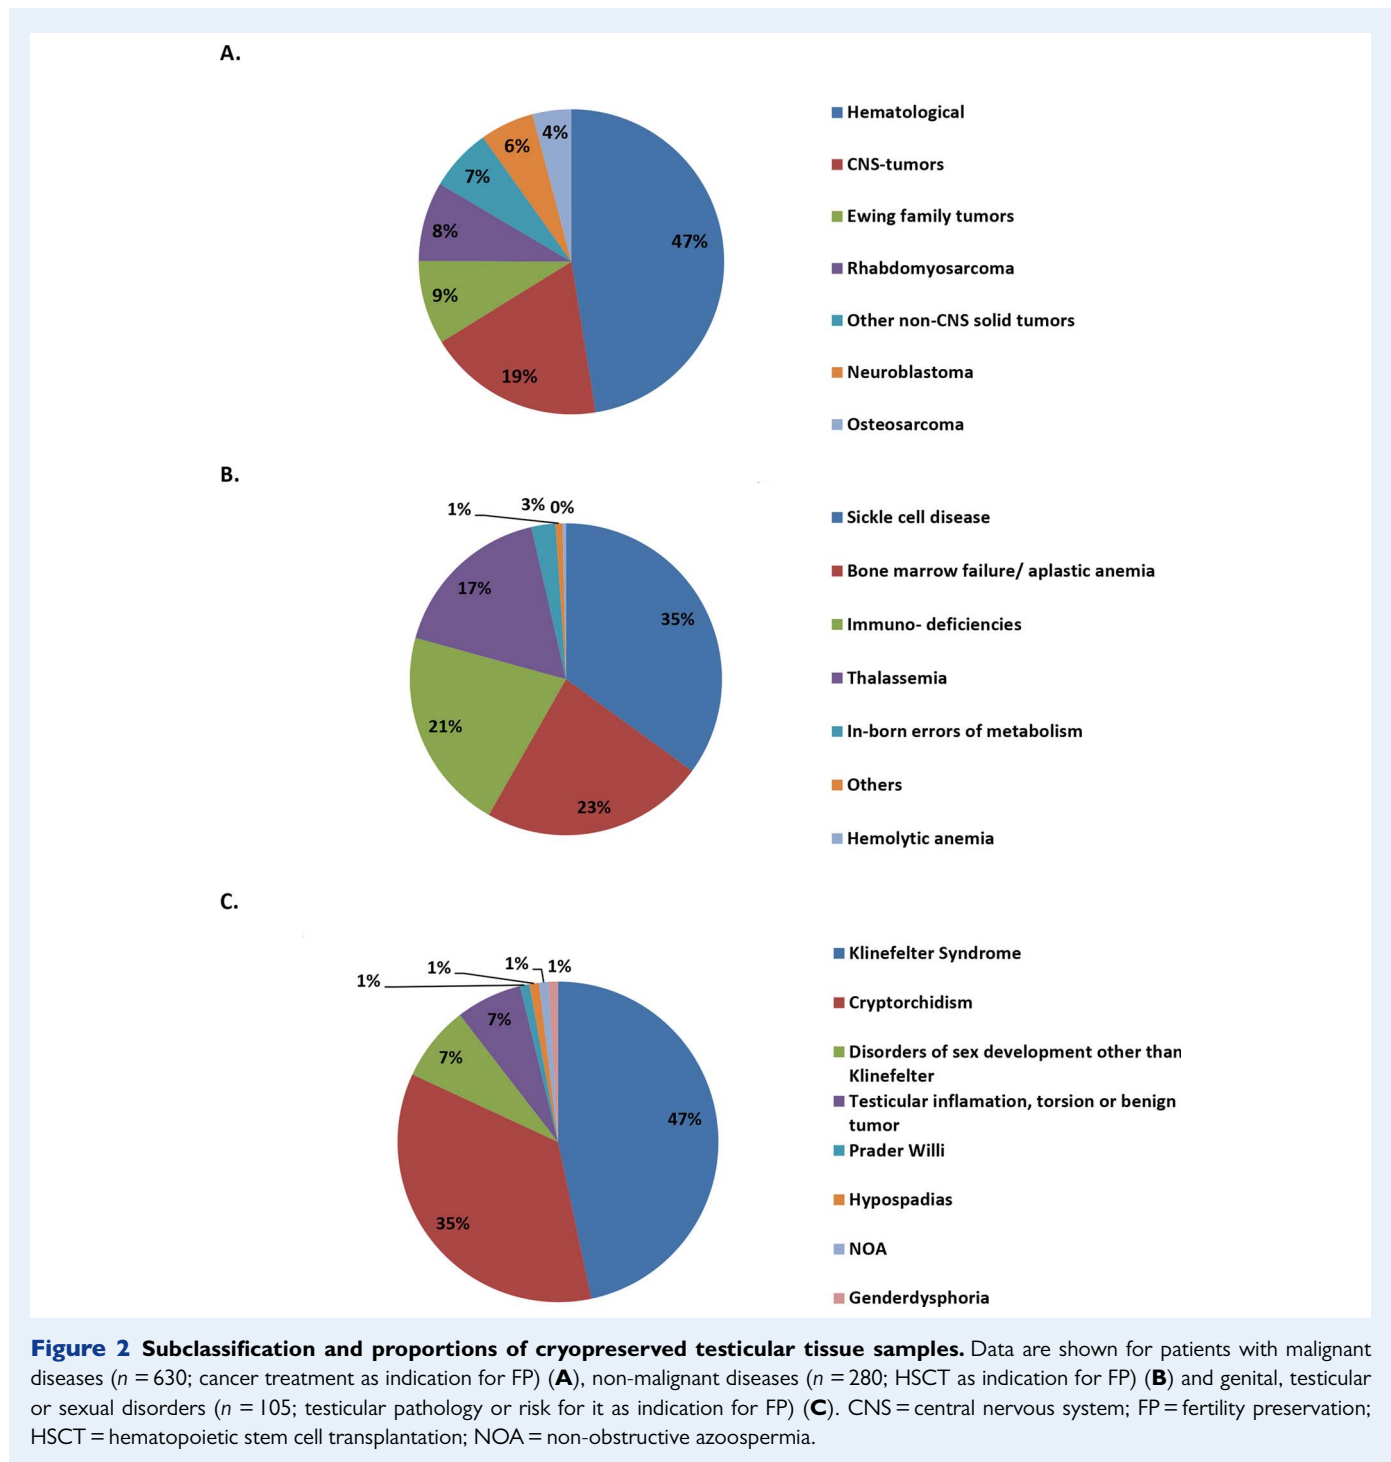 A.
4%
6%
7%
8%
9%
19%
47%
Hematological
CNS-tumors
Ewing family tumors
Rhabdomyosarcoma
Other non-CNS solid tumors
Neuroblastoma
Osteosarcoma
B.
1%
3%
0%
17%
35%
21%
23%
Sickle cell disease
Bone marrow failure/ aplastic anemia
Immuno- deficiencies
Thalassemia
In-born errors of metabolism
Others
Hemolytic anemia
C.
1%
1%
1%
1%
7%
7%
47%
35%
Klinefelter Syndrome
Cryptorchidism
Disorders of sex development other than
Klinefelter
Testicular inflamation, torsion or benign
tumor
Prader Willi
Hypospadias
NOA
Genderdysphoria
Figure 2 Subclassification and proportions of cryopreserved testicular tissue samples. Data are shown for patients with malignant
diseases (n = 630; cancer treatment as indication for FP) (A), non-malignant diseases (n = 280; HSCT as indication for FP) (B) and genital, testicular
or sexual disorders (n = 105; testicular pathology or risk for it as indication for FP) (C). CNS = central nervous system; FP = fertility preservation;
HSCT = hematopoietic stem cell transplantation; NOA = non-obstructive azoospermia.